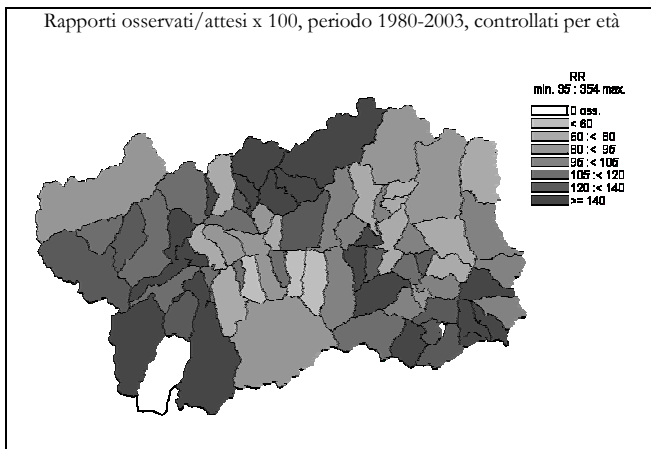 Rapporti osservati/attesi x 100, periodo 1980-2003, controllati per età
RR
min. 35 : 354 max.
0 oss.
< 60
60 :< 80
80 :< 95
95 :< 105
105 :< 120
120 :< 140
>= 140